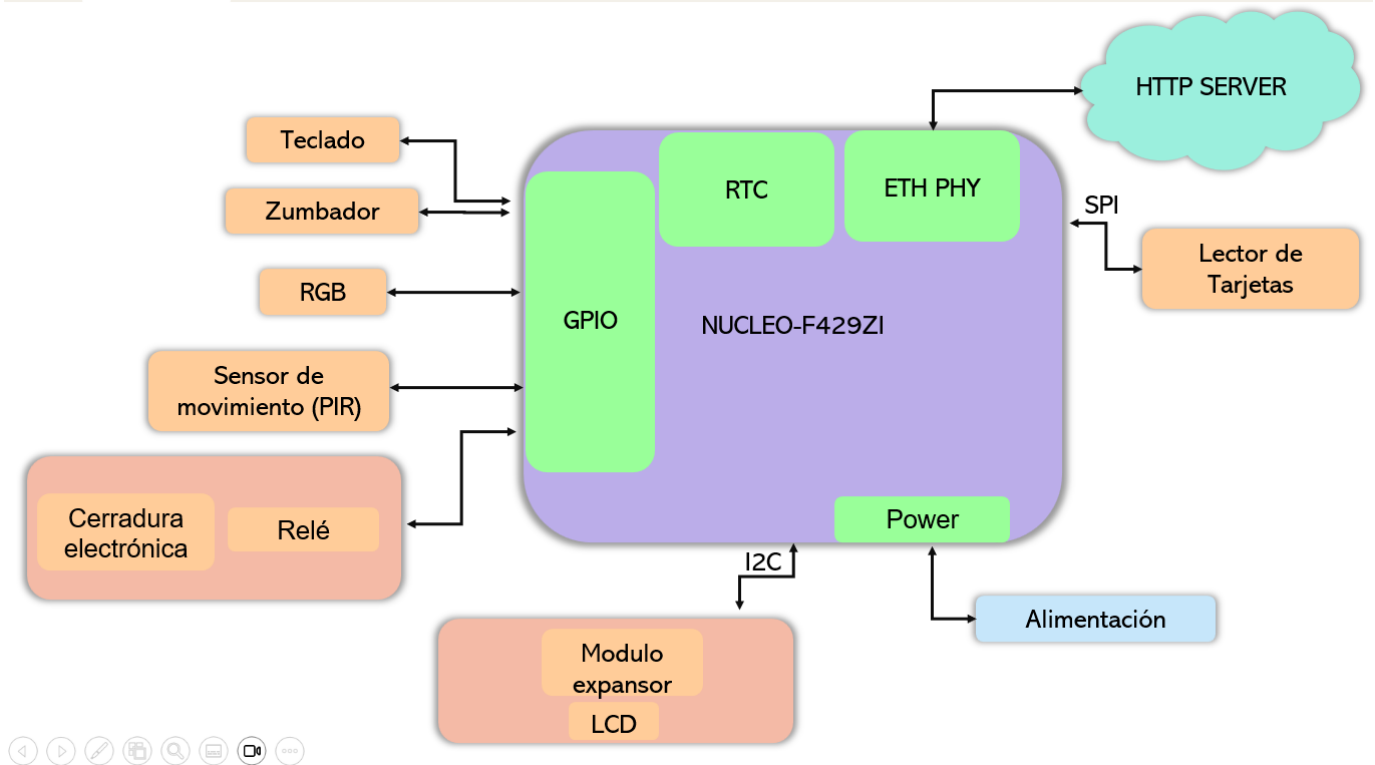 HTTP SERVER
Teclado
RTC
ETH PHY
Zumbador
SPI
Lector de
Tarjetas
RGB
GPIO
NUCLEO-F429ZI
Sensor de
movimiento (PIR)
Cerradura
electrónica
Relé
Power
I2C
Alimentación
Modulo
expansor
LCD